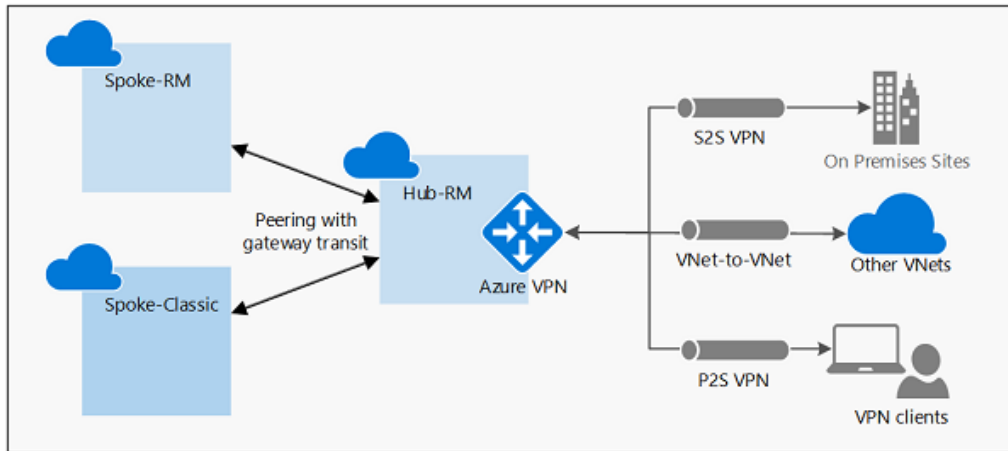 Spoke-RM
Hub-RM
Peering with
gateway transit
Spoke-Classic
Azure VPN
S2S VPN
On Premises Sites
VNet-to-VNet
Other VNets
P2S VPN
VPN clients